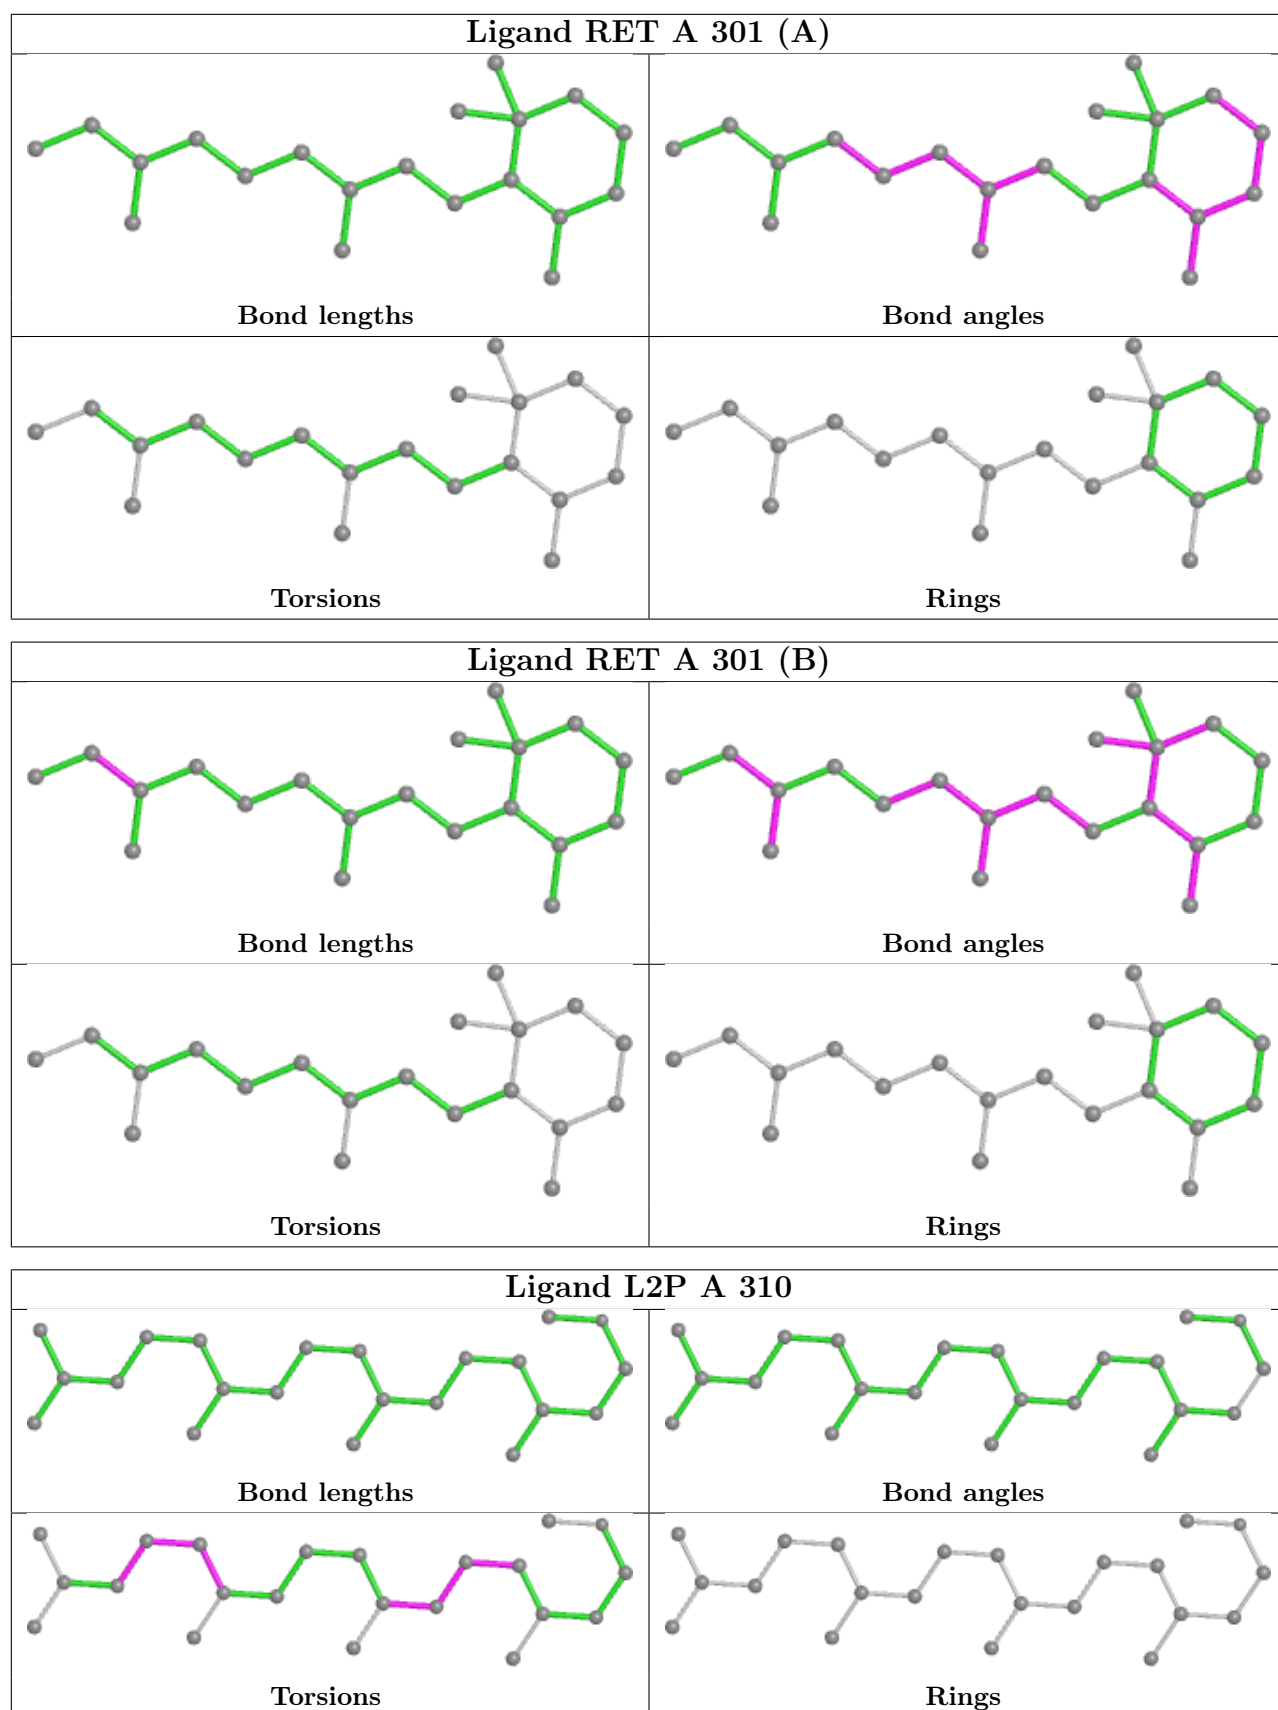 Ligand RET A 301 (A)
Bond lengths
Bond angles
Torsions
Rings
Ligand RET A 301 (B)
Bond lengths
Bond angles
Torsions
Rings
Ligand L2P A 310
Bond lengths
Bond angles
Torsions
Rings